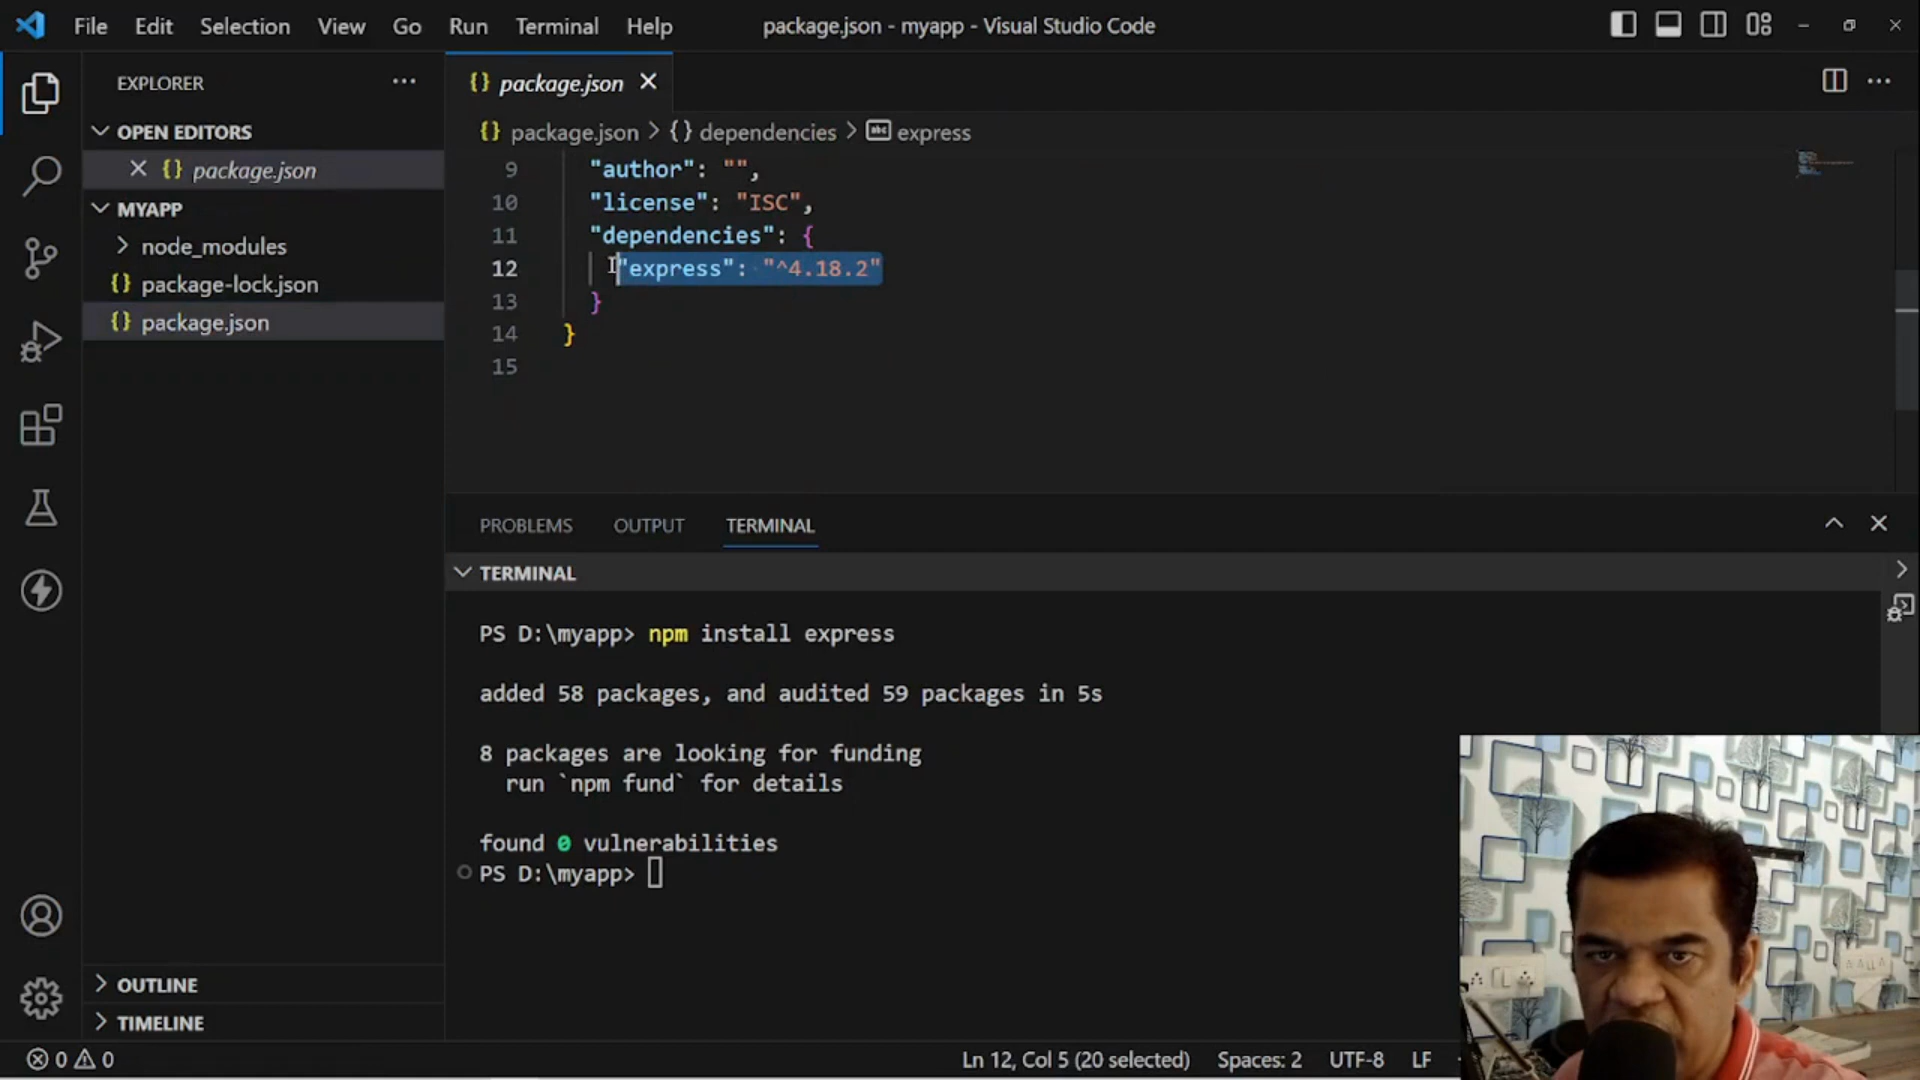 File Edit Selection View Go Run Terminal Help
package.json - myapp - Visual Studio Code
EXPLORER
OPEN EDITORS
package.json
MYAPP
node_modules
package-lock.json
package.json
OUTLINE
TIMELINE
package.json
package.json > {} dependencies > abc express
9 "author": "",
10 "license": "ISC",
11 "dependencies": {
12 "express": "^4.18.2"
13 }
14 }
15
PROBLEMS OUTPUT TERMINAL
TERMINAL
PS D:\myapp> npm install express
added 58 packages, and audited 59 packages in 5s
8 packages are looking for funding
run `npm fund` for details
found 0 vulnerabilities
PS D:\myapp>
0 0
Ln 12, Col 5 (20 selected) Spaces: 2 UTF-8 LF